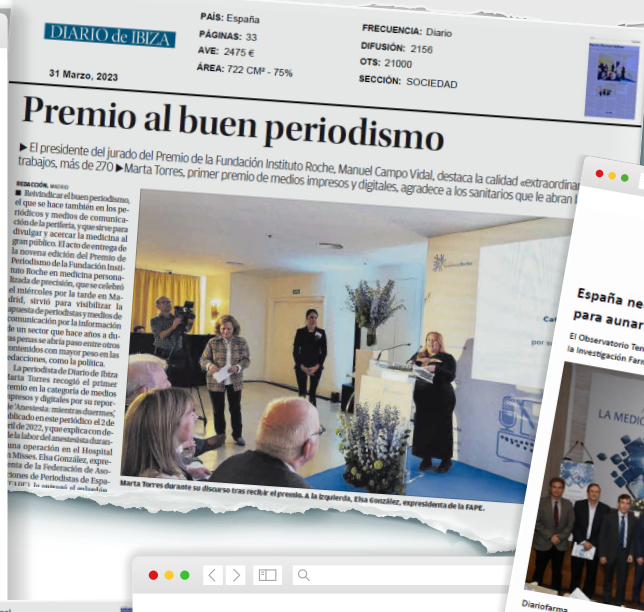 DIARIO de IBIZA
PAÍS: España
PÁGINAS: 33
AVE: 2475 €
ÁREA: 722 CM² - 75%
FRECUENCIA: Diario
DIFUSIÓN: 2156
OTS: 21000
SECCIÓN: SOCIEDAD
31 Marzo, 2023
Premio al buen periodismo
►El presidente del jurado del Premio de la Fundación Instituto Roche, Manuel Campo Vidal, destaca la calidad «extraordinar
trabajos, más de 270 ►Marta Torres, primer premio de medios impresos y digitales, agradece a los sanitarios que le abran l
REDACCIÓN. MADRID
■ Reivindicar el buen periodismo,
el que se hace también en los pe-
riódicos y medios de comunica-
ción de la periferia, y que sirve para
divulgar y acercar la medicina al
gran público. El acto de entrega de
la novena edición del Premio de
Periodismo de la Fundación Insti-
tuto Roche en medicina persona-
lizada de precisión, que se celebró
el miércoles por la tarde en Ma-
drid, sirvió para visibilizar la
apuesta de periodistas y medios de
comunicación por la información
de un sector que hace años a du-
ras penas se abría paso entre otros
contenidos con mayor peso en las
redacciones, como la política.
La periodista de Diario de Ibiza
Marta Torres recogió el primer
premio en la categoría de medios
impresos y digitales por su repor-
e 'Anestesia: mientras duermes',
blicado en este periódico el 2 de
ril de 2022, y que explica con de-
le la labor del anestesista duran-
una operación en el Hospital
n Misses. Elsa González, expre-
enta de la Federación de Aso-
ciones de Periodistas de Espa-
Marta Torres durante su discurso tras recibir el premio. A la izquierda, Elsa González, expresidenta de la FAPE.
España ne
para aunar
El Observatorio Ten
la Investigación Farm
LA MEDIC
Diariofarma